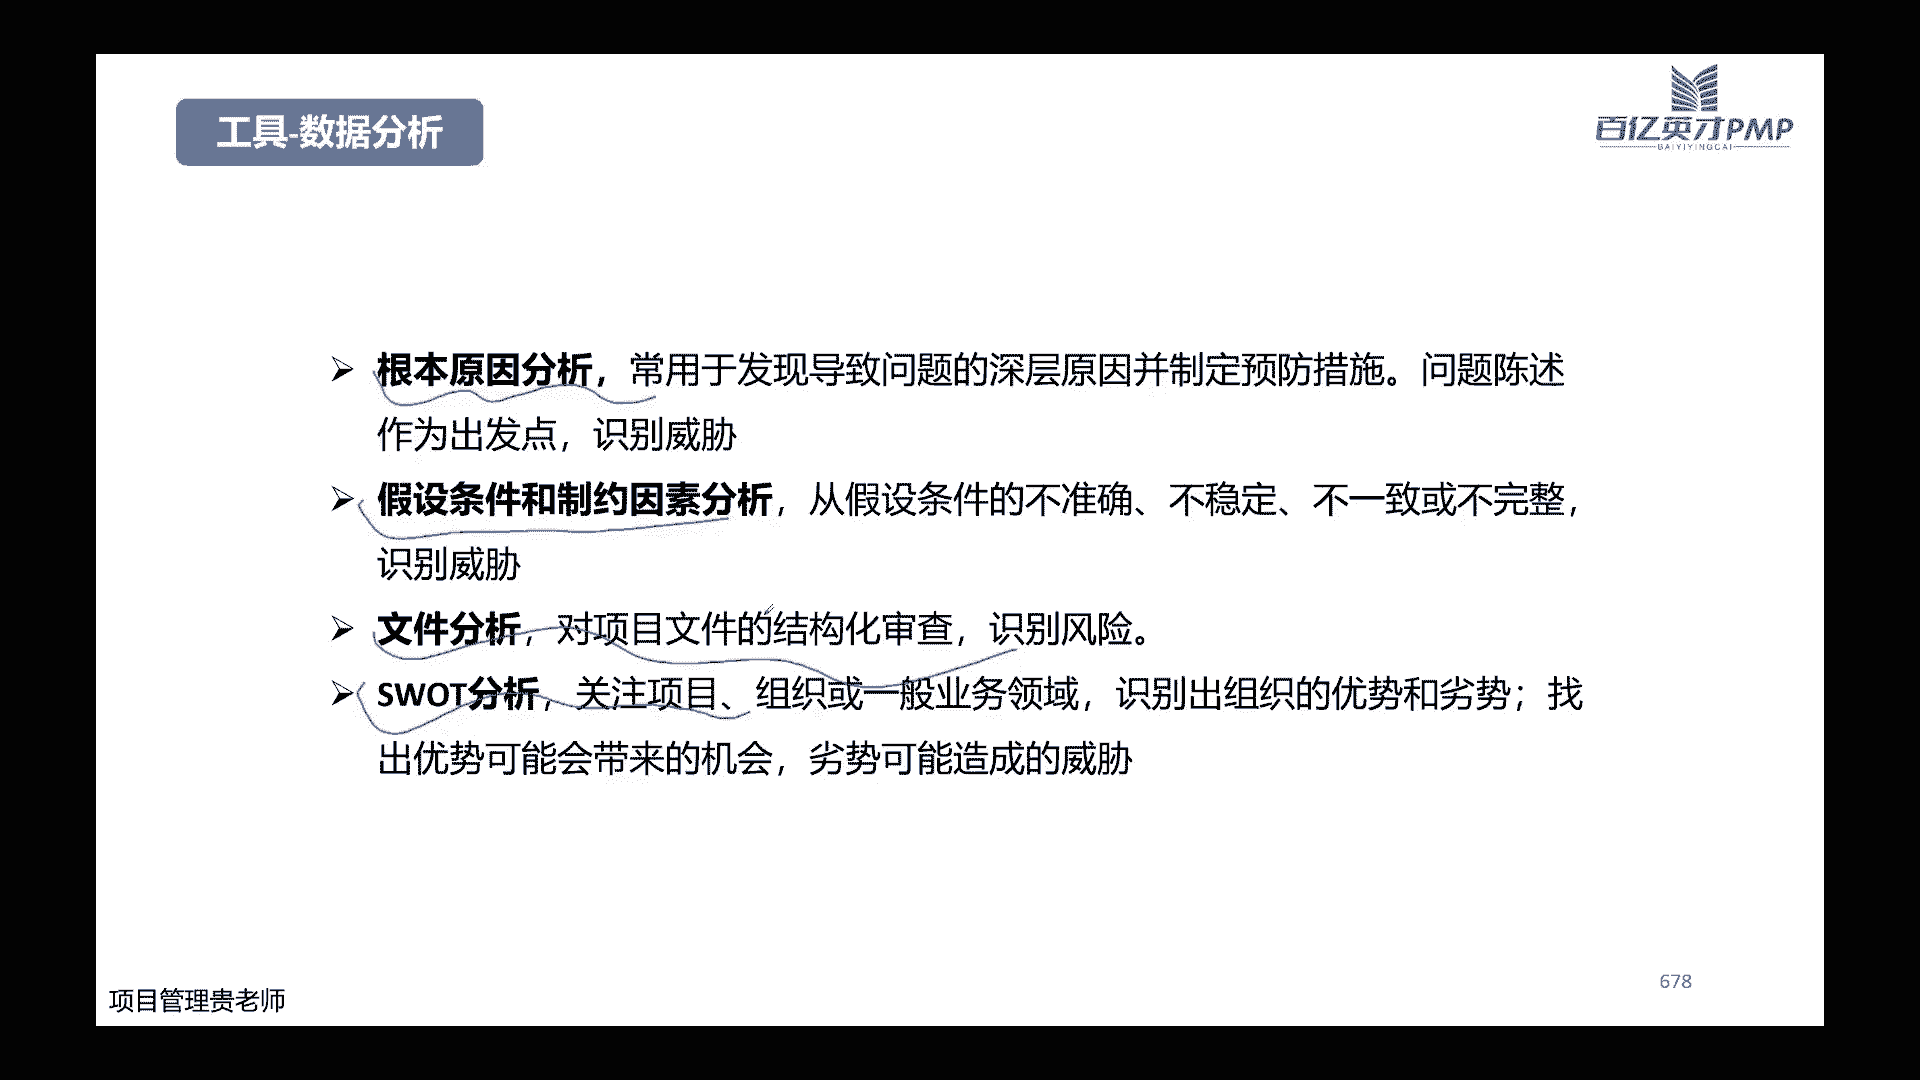 工具-数据分析
百亿英才PMP
BAIYIYINGCAI
➢ 根本原因分析，常用于发现导致问题的深层原因并制定预防措施。问题陈述
作为出发点，识别威胁
➢ 假设条件和制约因素分析，从假设条件的不准确、不稳定、不一致或不完整，
识别威胁
➢ 文件分析，对项目文件的结构化审查，识别风险。
➢ SWOT分析，关注项目、组织或一般业务领域，识别出组织的优势和劣势；找
出优势可能会带来的机会，劣势可能造成的威胁
678
项目管理贵老师